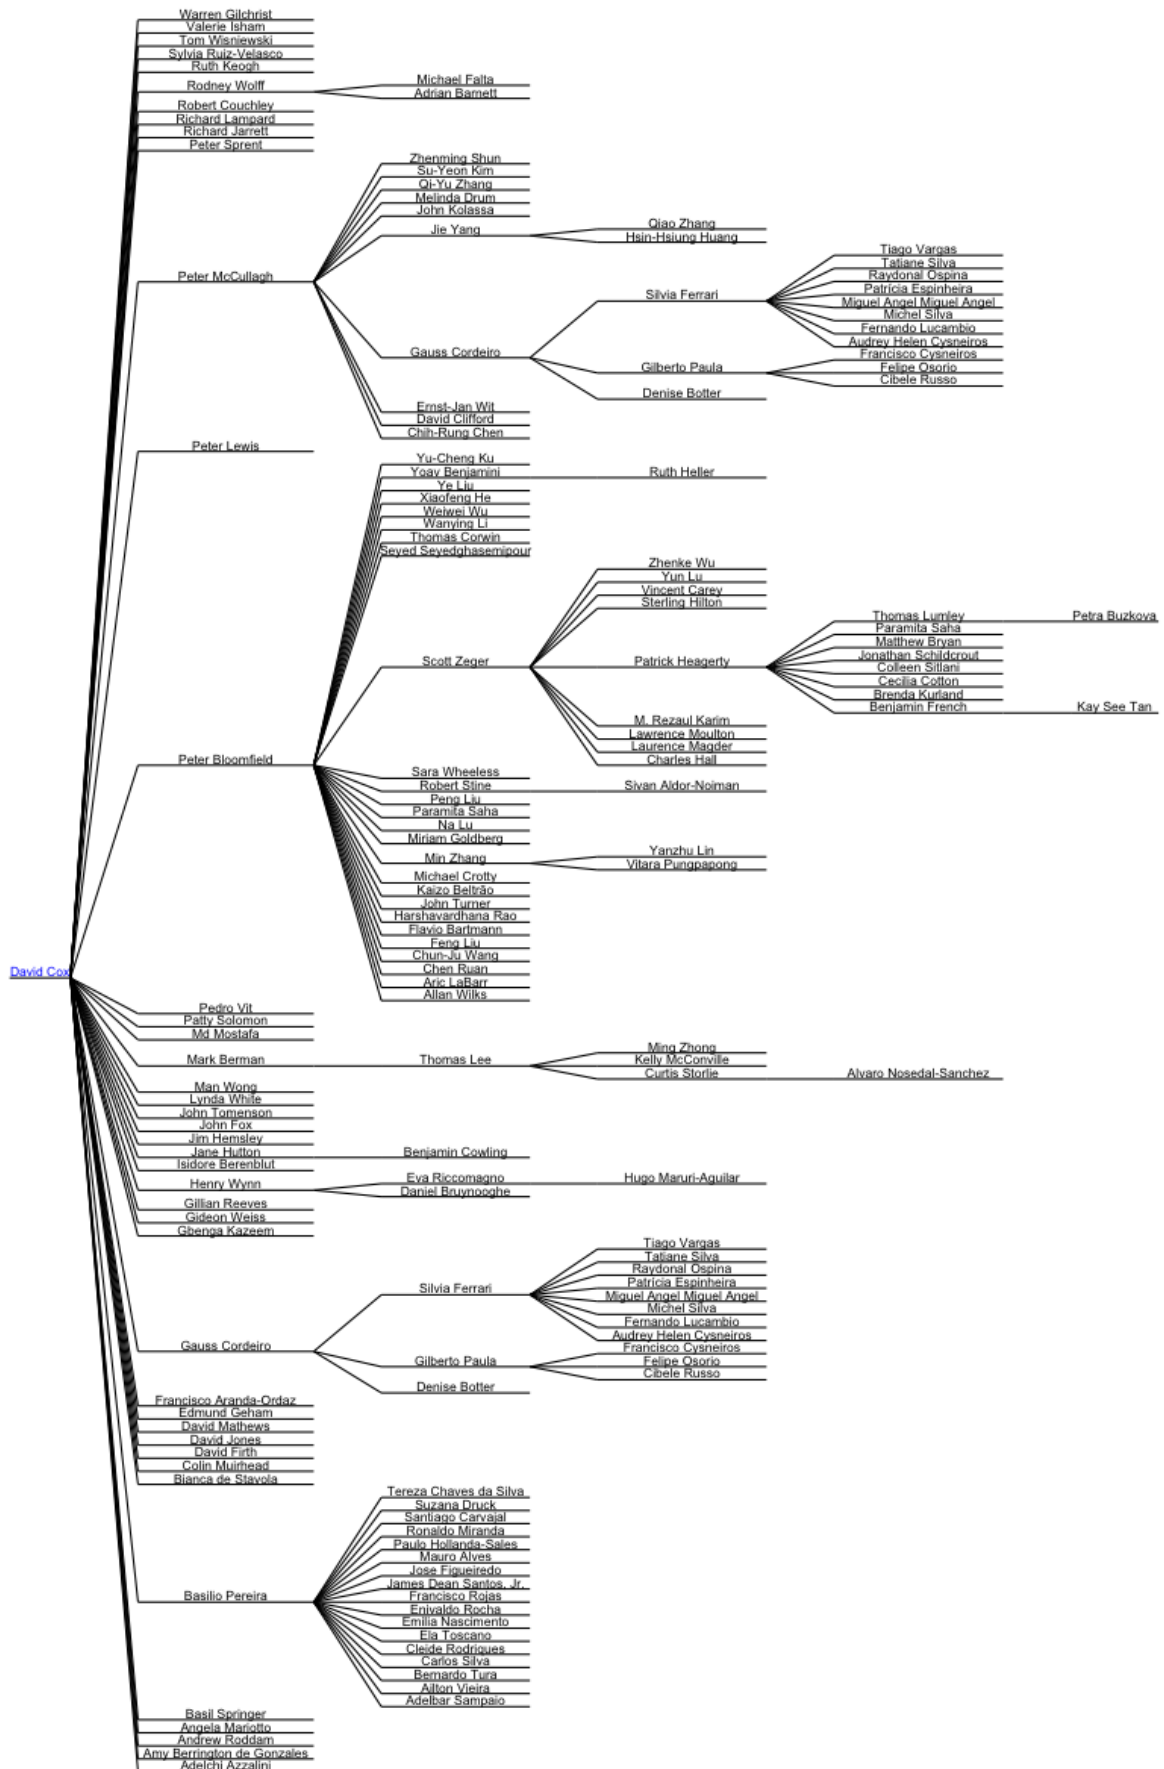 Warren Gilchrist
Valerie Isham
Tom Wisniewski
Sylvia Ruiz-Velasco
Ruth Keogh
Rodney Wolff
Michael Falta
Adrian Barnett
Robert Couchley
Richard Lampard
Richard Jarrett
Peter Sprent
Peter McCullagh
Zhenming Shun
Su-Yeon Kim
Qi-Yu Zhang
Melinda Drum
John Kolassa
Jie Yang
Qiao Zhang
Hsin-Hsiung Huang
Gauss Cordeiro
Silvia Ferrari
Tiago Vargas
Tatiane Silva
Raydonal Ospina
Patrícia Espinheira
Miguel Angel Miguel Angel
Michel Silva
Fernando Lucambio
Audrey Helen Cysneiros
Gilberto Paula
Francisco Cysneiros
Felipe Osorio
Cibele Russo
Denise Botter
Ernst-Jan Wit
David Clifford
Chih-Rung Chen
Peter Lewis
Peter Bloomfield
Yu-Cheng Ku
Yoav Benjamini
Ruth Heller
Ye Liu
Xiaofeng He
Weiwei Wu
Wanying Li
Thomas Corwin
Seyed Seyedghasemipour
Scott Zeger
Zhenke Wu
Yun Lu
Vincent Carey
Sterling Hilton
Patrick Heagerty
Thomas Lumley
Petra Buzkova
Paramita Saha
Matthew Bryan
Jonathan Schildcrout
Colleen Sitlani
Cecilia Cotton
Brenda Kurland
Benjamin French
Kay See Tan
M. Rezaul Karim
Lawrence Moulton
Laurence Magder
Charles Hall
Sara Wheeless
Robert Stine
Sivan Aldor-Noiman
Peng Liu
Paramita Saha
Na Lu
Miriam Goldberg
Min Zhang
Yanzhu Lin
Vitara Pungpapong
Michael Crotty
Kaizo Beltrão
John Turner
Harshavardhana Rao
Flavio Bartmann
Feng Liu
Chun-Ju Wang
Chen Ruan
Aric LaBarr
Allan Wilks
David Cox
Pedro Vit
Patty Solomon
Md Mostafa
Mark Berman
Thomas Lee
Ming Zhong
Kelly McConville
Curtis Storlie
Alvaro Nosedal-Sanchez
Man Wong
Lynda White
John Tomenson
John Fox
Jim Hemsley
Jane Hutton
Benjamin Cowling
Isidore Berenblut
Henry Wynn
Eva Riccomagno
Hugo Maruri-Aguilar
Daniel Bruynooghe
Gillian Reeves
Gideon Weiss
Gbenga Kazeem
Gauss Cordeiro
Silvia Ferrari
Tiago Vargas
Tatiane Silva
Raydonal Ospina
Patrícia Espinheira
Miguel Angel Miguel Angel
Michel Silva
Fernando Lucambio
Audrey Helen Cysneiros
Gilberto Paula
Francisco Cysneiros
Felipe Osorio
Cibele Russo
Denise Botter
Francisco Aranda-Ordaz
Edmund Geham
David Mathews
David Jones
David Firth
Colin Muirhead
Bianca de Stavola
Basilio Pereira
Tereza Chaves da Silva
Suzana Druck
Santiago Carvajal
Ronaldo Miranda
Paulo Hollanda-Sales
Mauro Alves
Jose Figueiredo
James Dean Santos, Jr.
Francisco Rojas
Enivaldo Rocha
Emilia Nascimento
Ela Toscano
Cleide Rodrigues
Carlos Silva
Bernardo Tura
Ailton Vieira
Adelbar Sampaio
Basil Springer
Angela Mariotto
Andrew Roddam
Amy Berrington de Gonzales
Adelchi Azzalini